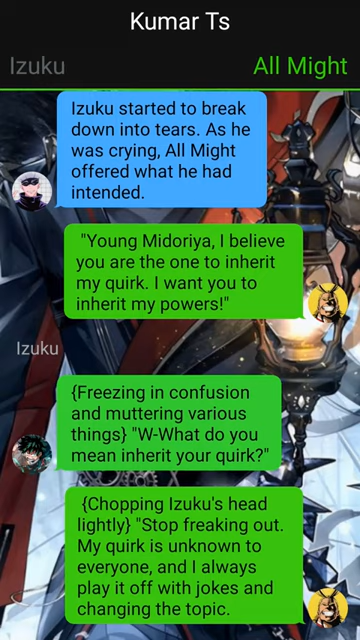 Kumar Ts
Izuku
All Might
Izuku started to break
down into tears. As he
was crying, All Might
offered what he had
intended.
"Young Midoriya, I believe
you are the one to inherit
my quirk. I want you to
inherit my powers!"
Izuku
{Freezing in confusion
and muttering various
things} "W-What do you
mean inherit your quirk?"
{Chopping Izuku's head
lightly} "Stop freaking out.
My quirk is unknown to
everyone, and I always
play it off with jokes and
changing the topic.